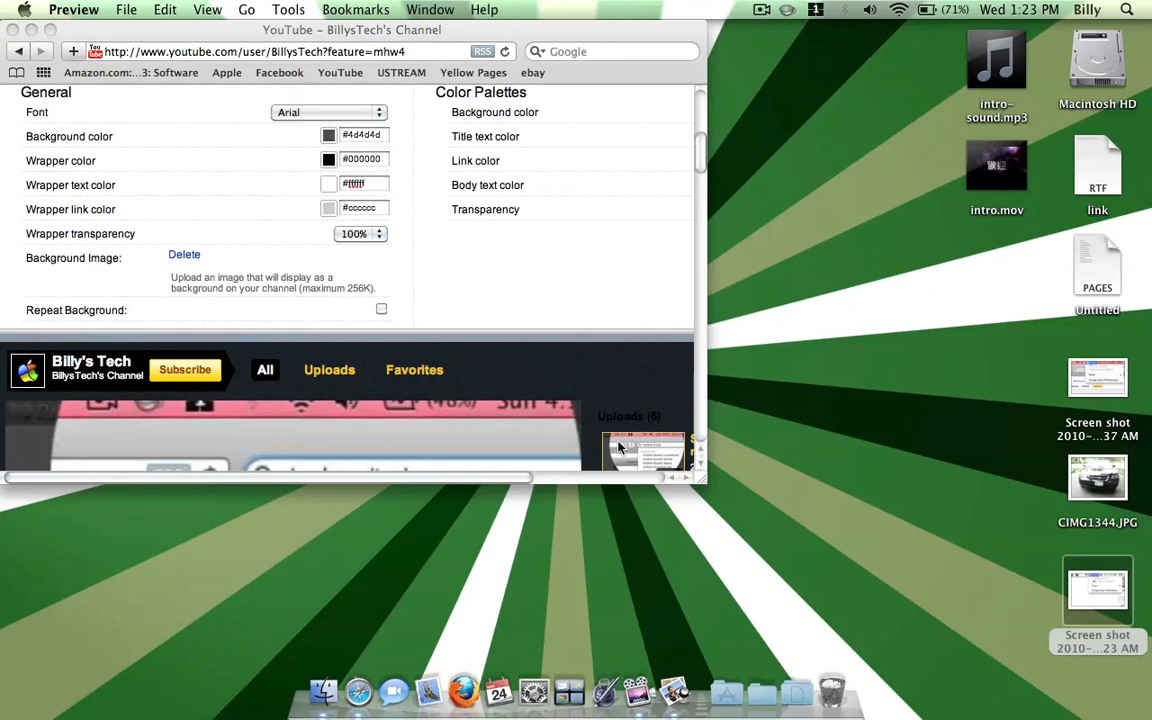 Preview File Edit View Go Tools Bookmarks Window Help 1 (71%) Wed 1:23 PM Billy
YouTube – BillysTech's Channel
You Tube http://www.youtube.com/user/BillysTech?feature=mhw4 RSS Google
Amazon.com:...3: Software Apple Facebook YouTube USTREAM Yellow Pages ebay
General
Font Arial
Background color #4d4d4d
Wrapper color #000000
Wrapper text color #ffffff
Wrapper link color #cccccc
Wrapper transparency 100%
Background Image: Delete
Upload an image that will display as a
background on your channel (maximum 256K).
Repeat Background:
Color Palettes
Background color
Title text color
Link color
Body text color
Transparency
Billy's Tech
BillysTech's Channel
Subscribe All Uploads Favorites
Uploads (6)
intro-
sound.mp3
Macintosh HD
intro.mov
RTF
link
PAGES
Untitled
Screen shot
2010-...37 AM
CIMG1344.JPG
Screen shot
2010-...23 AM
24